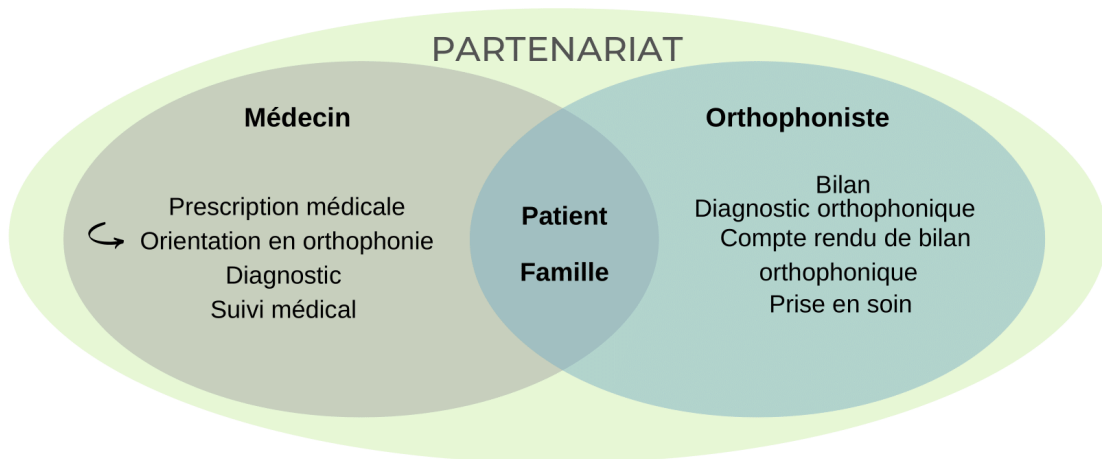 PARTENARIAT
Médecin
Prescription médicale
Orientation en orthophonie
Diagnostic
Suivi médical
Patient
Famille
Orthophoniste
Bilan
Diagnostic orthophonique
Compte rendu de bilan
orthophonique
Prise en soin